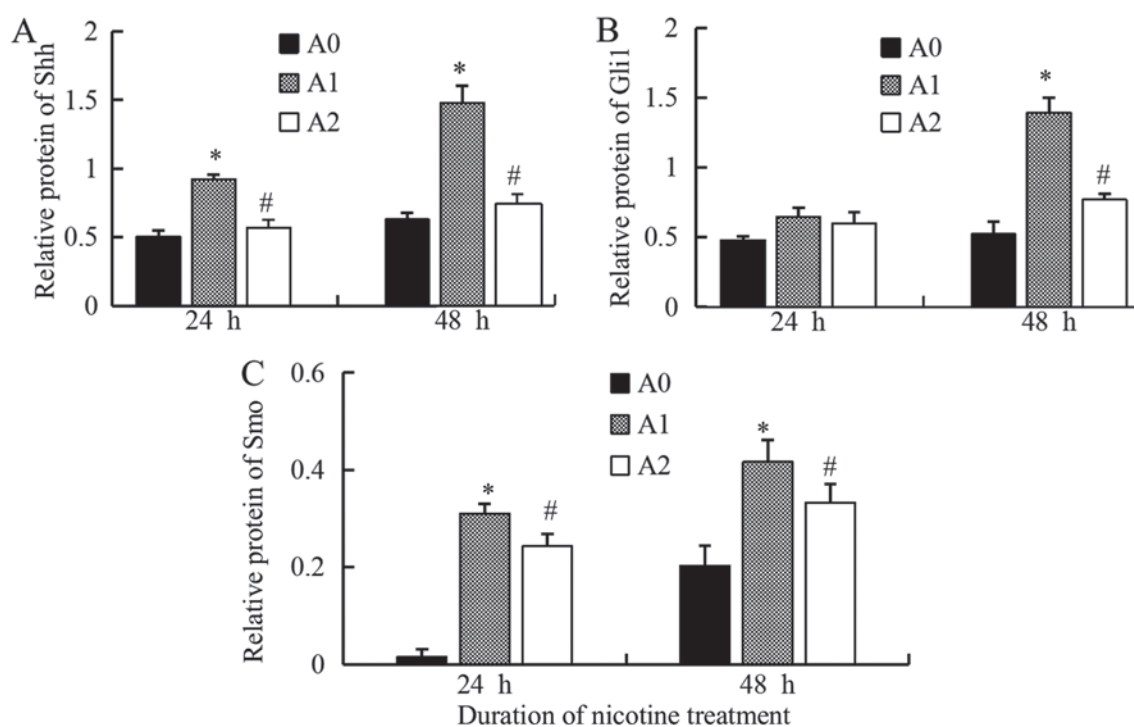 A
Relative protein of Shh
2
1.5
1
0.5
0
A0
A1
A2
*
#
*
#
24 h
48 h
B
Relative protein of Gli1
2
1.5
1
0.5
0
A0
A1
A2
*
#
24 h
48 h
C
Relative protein of Smo
0.6
0.4
0.2
0
A0
A1
A2
*
#
*
#
24 h
48 h
Duration of nicotine treatment